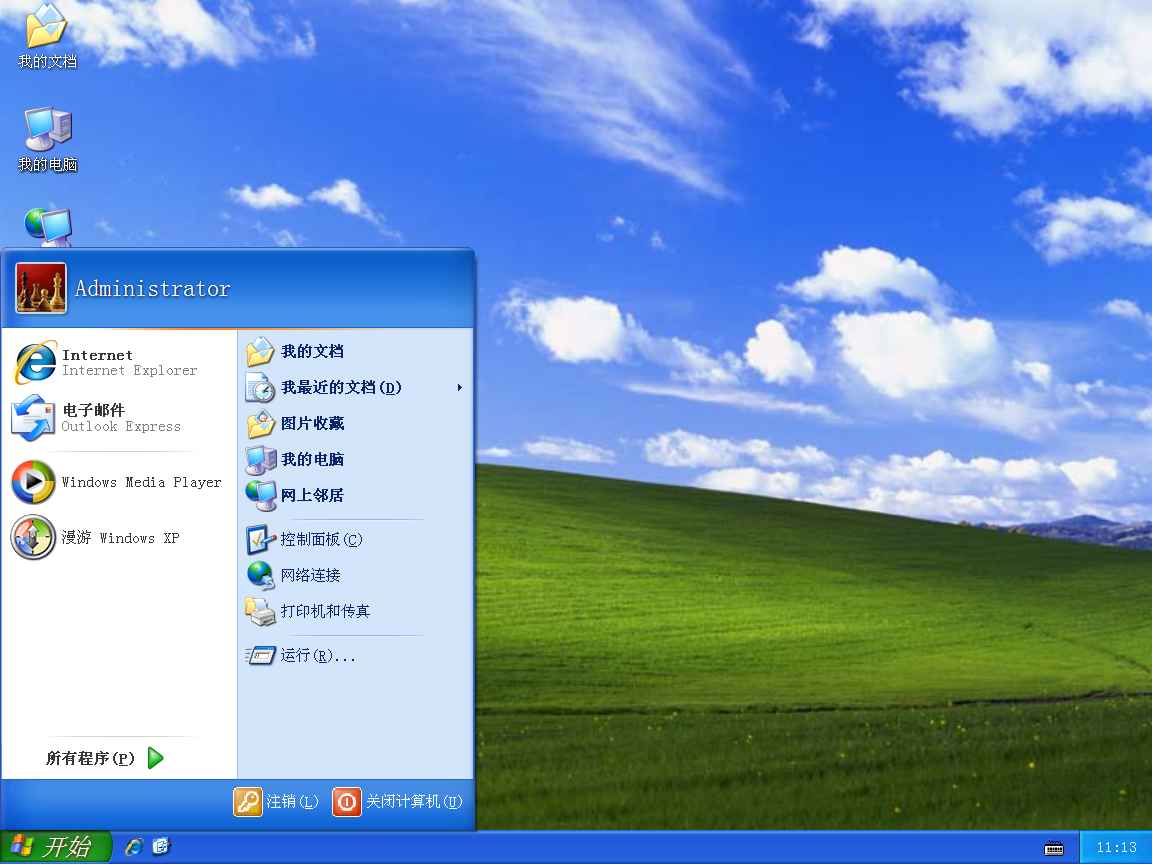 我的文档
我的电脑
Administrator
Internet
Internet Explorer
电子邮件
Outlook Express
Windows Media Player
漫游 Windows XP
所有程序(P)
我的文档
我最近的文档(D)
图片收藏
我的电脑
网上邻居
控制面板(C)
网络连接
打印机和传真
运行(R)...
注销(L)
关闭计算机(U)
开始
11:13